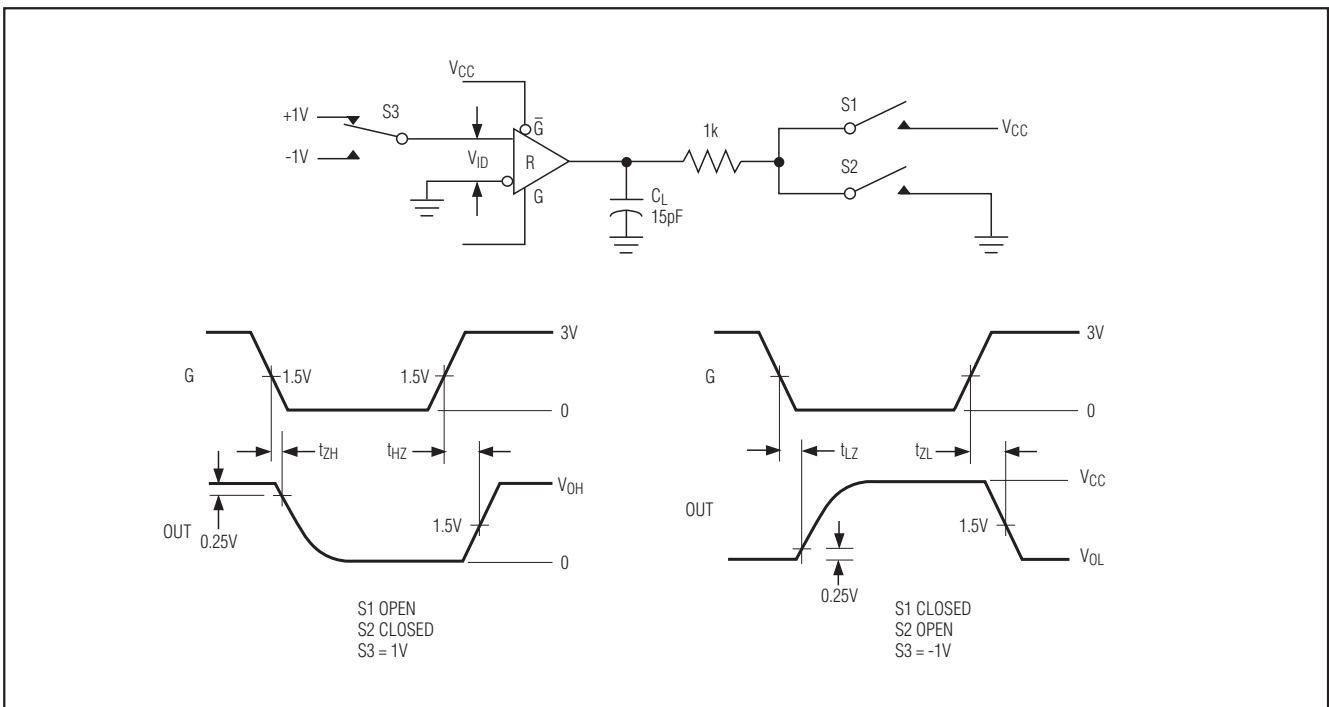 VCC
+1V
S3
-1V
VID
G̅
R
G
CL
15pF
1k
S1
VCC
S2
G
3V
1.5V
1.5V
0
tZH
tHZ
VOH
OUT
0.25V
1.5V
0
S1 OPEN
S2 CLOSED
S3 = 1V
G
3V
0
tLZ
tZL
VCC
OUT
1.5V
VOL
0.25V
S1 CLOSED
S2 OPEN
S3 = -1V